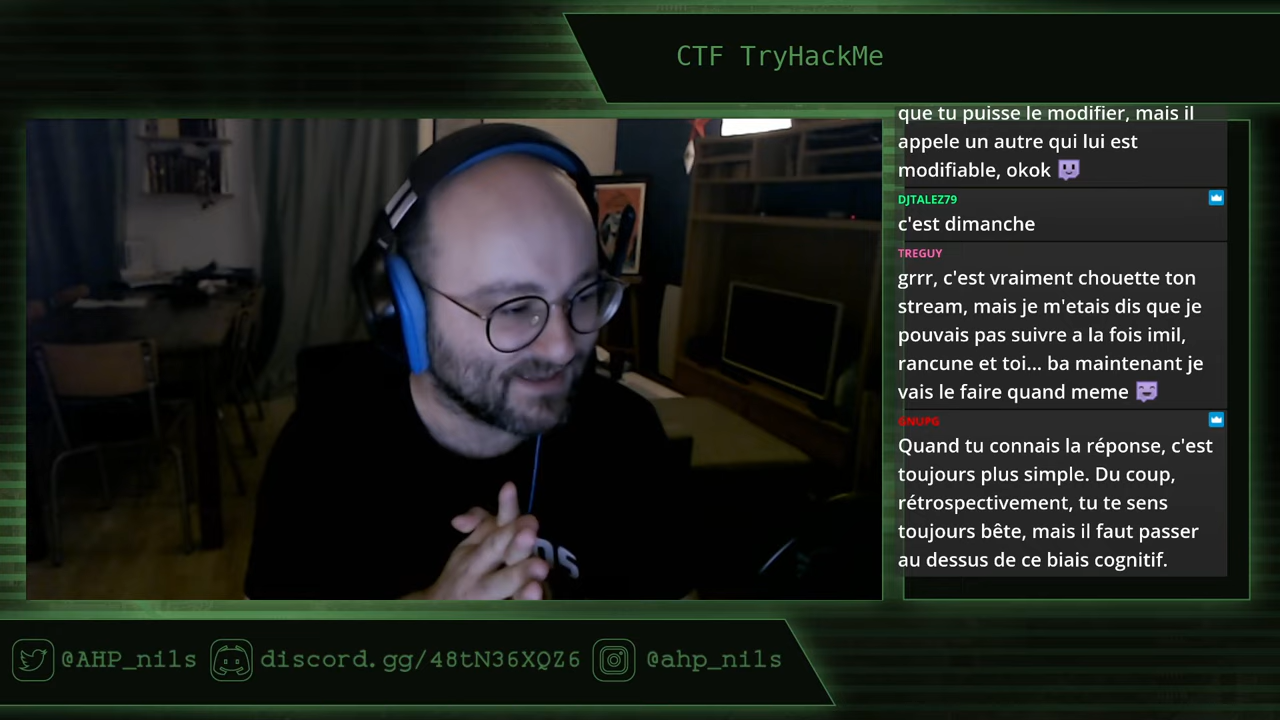 CTF TryHackMe
que tu puisse le modifier, mais il
appele un autre qui lui est
modifiable, okok
DJTALEZ79
c'est dimanche
TREGUY
grrr, c'est vraiment chouette ton
stream, mais je m'etais dis que je
pouvais pas suivre a la fois imil,
rancune et toi... ba maintenant je
vais le faire quand meme
GNUPG
Quand tu connais la réponse, c'est
toujours plus simple. Du coup,
rétrospectivement, tu te sens
toujours bête, mais il faut passer
au dessus de ce biais cognitif.
@AHP_nils discord.gg/48tN36XQZ6 @ahp_nils